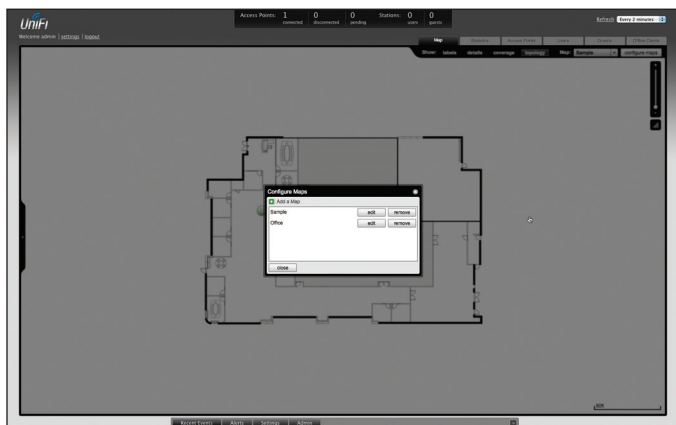 UniFi
Access Points: 1 connected 0 disconnected 0 pending Stations: 0 users 0 guests
Refresh Every 2 minutes
Welcome admin | settings | logout
Map Statistics Access Points Users Guests Offline Clients
Show: labels details coverage topology Map: Sample configure maps
Configure Maps
Add a Map
Sample edit remove
Office edit remove
close
Recent Events Alerts Settings Admin